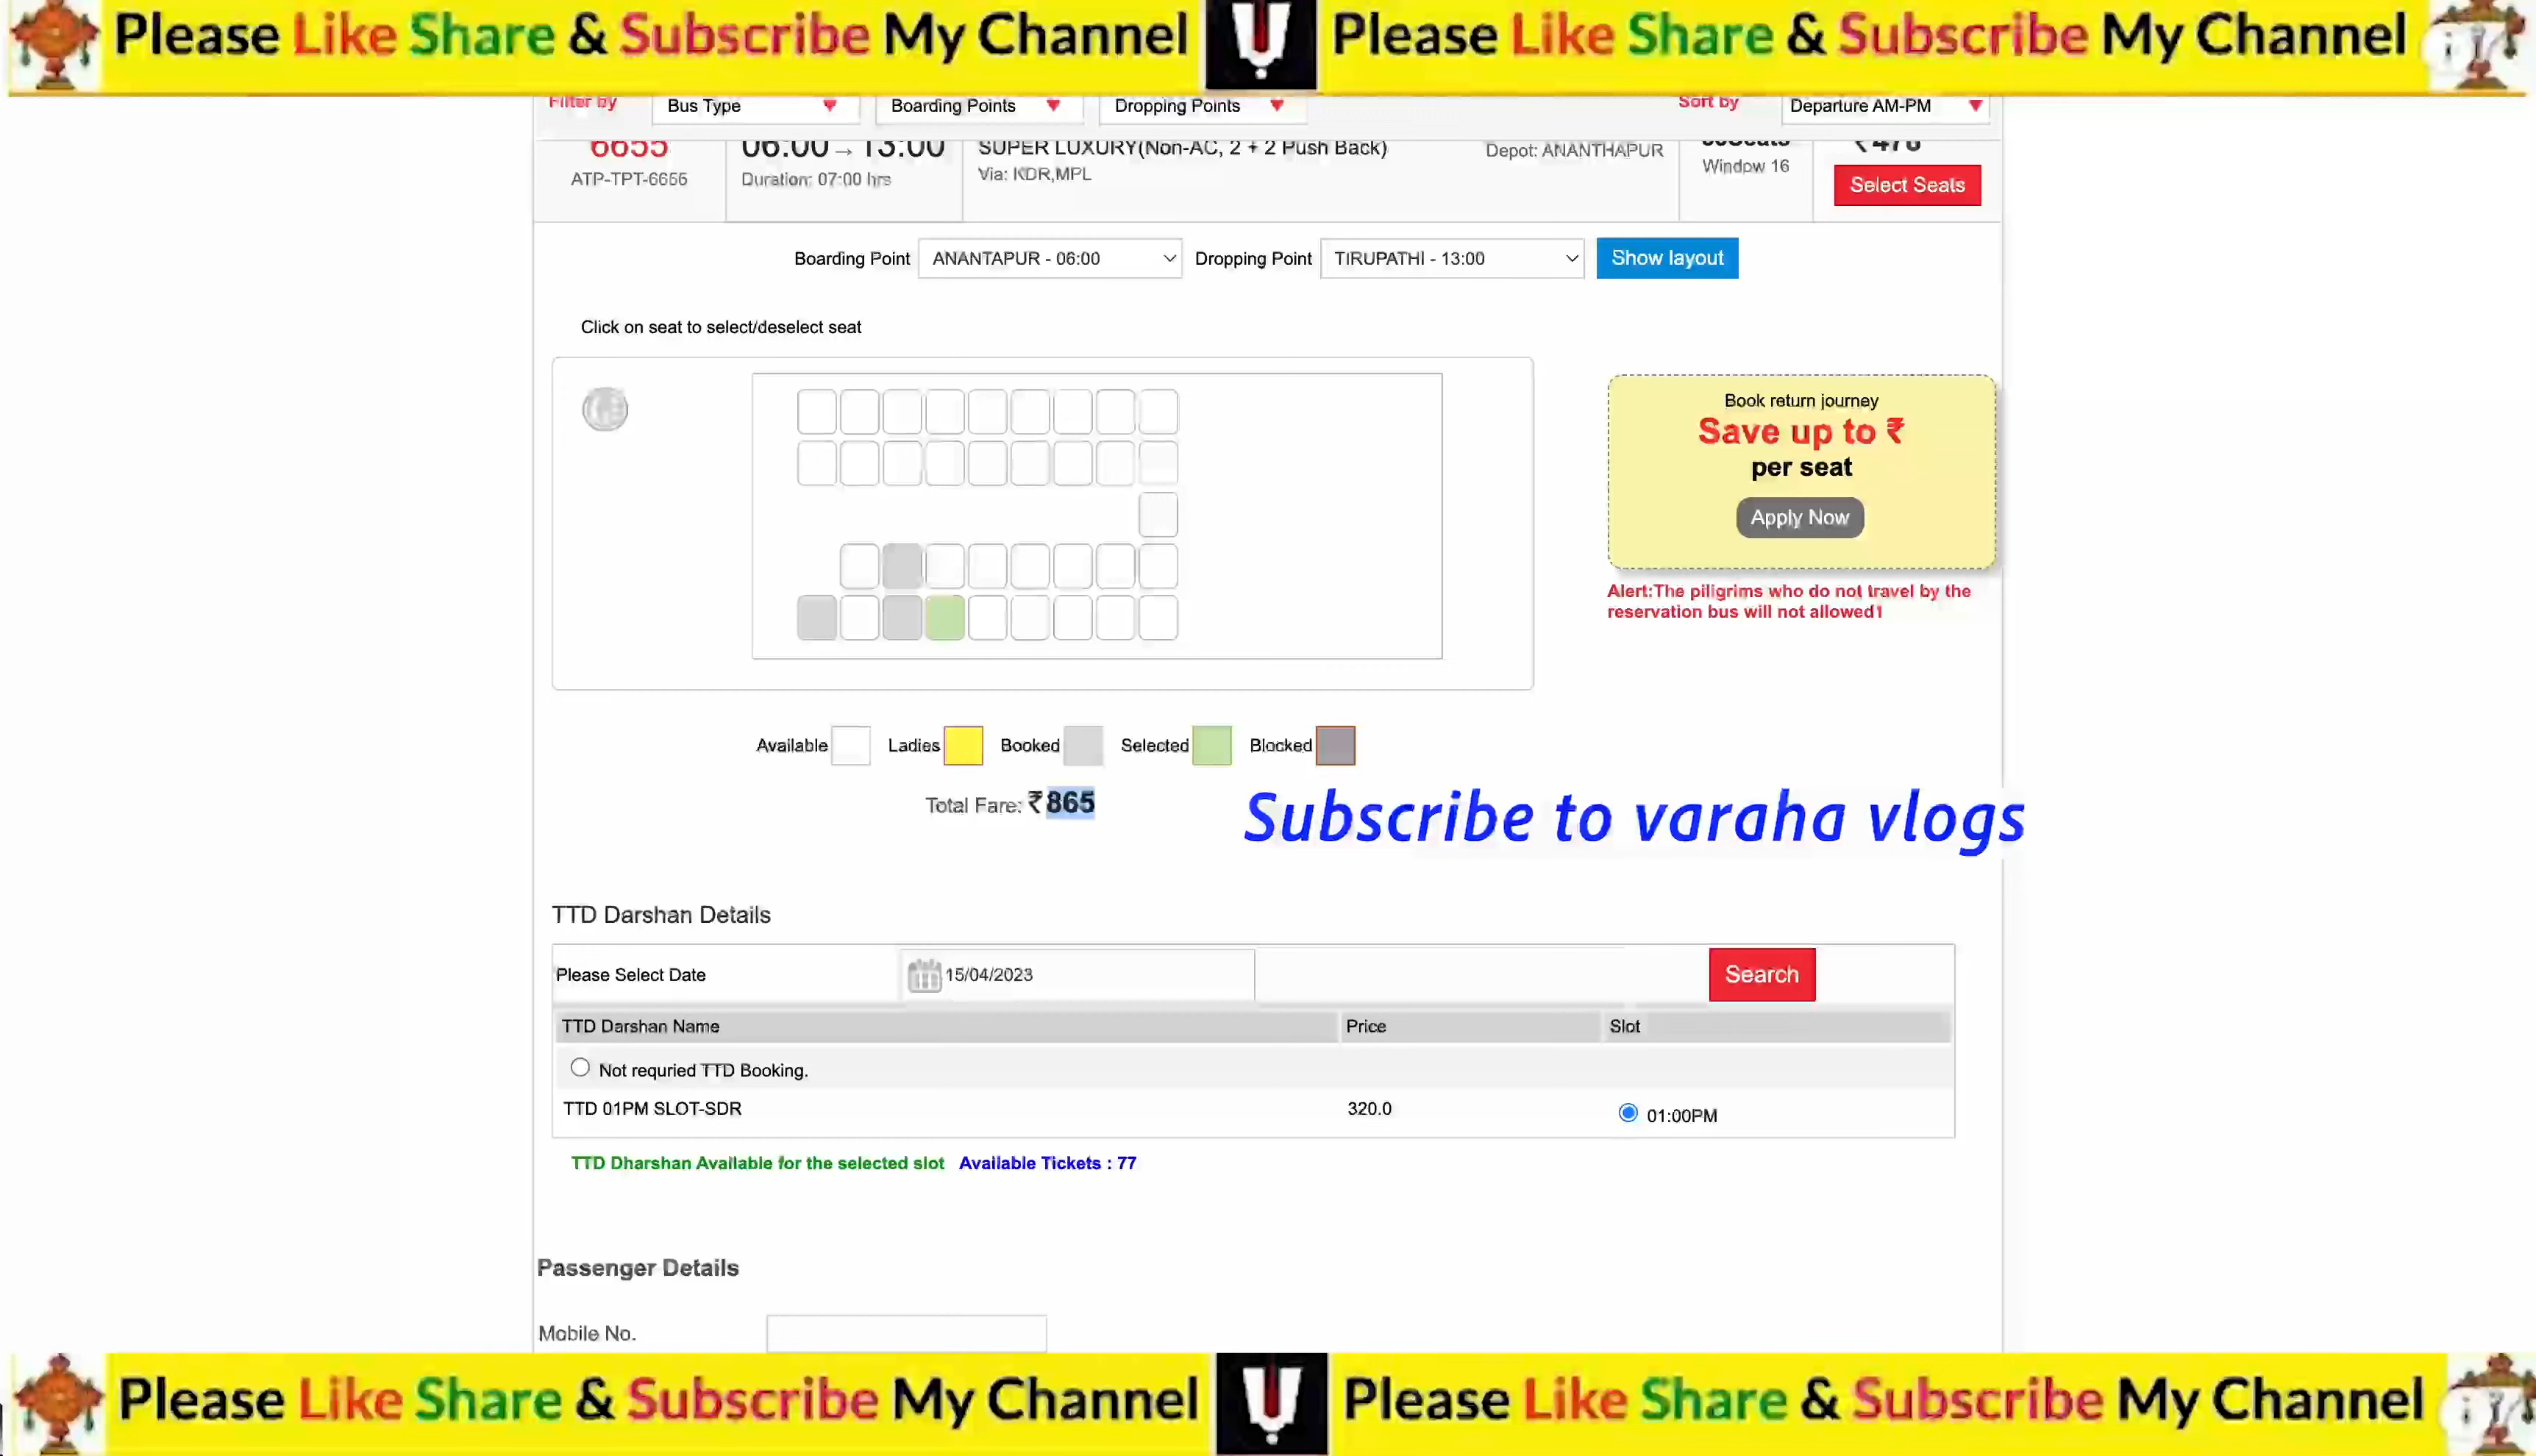 Please Like Share & Subscribe My Channel Please Like Share & Subscribe My Channel
Filter by Bus Type Boarding Points Dropping Points Sort by Departure AM-PM
6655 06:00 → 13:00 SUPER LUXURY(Non-AC, 2 + 2 Push Back) Depot: ANANTHAPUR
ATP-TPT-6655 Duration: 07:00 hrs Via: KDR,MPL Window 16 Select Seats
Boarding Point ANANTAPUR - 06:00 Dropping Point TIRUPATHI - 13:00 Show layout
Click on seat to select/deselect seat
Book return journey
Save up to ₹
per seat
Apply Now
Alert:The piligrims who do not travel by the
reservation bus will not allowed!
Available Ladies Booked Selected Blocked
Total Fare: ₹865
Subscribe to varaha vlogs
TTD Darshan Details
Please Select Date 15/04/2023 Search
TTD Darshan Name Price Slot
Not requried TTD Booking.
TTD 01PM SLOT-SDR 320.0 01:00PM
TTD Dharshan Available for the selected slot Available Tickets : 77
Passenger Details
Mobile No.
Please Like Share & Subscribe My Channel Please Like Share & Subscribe My Channel